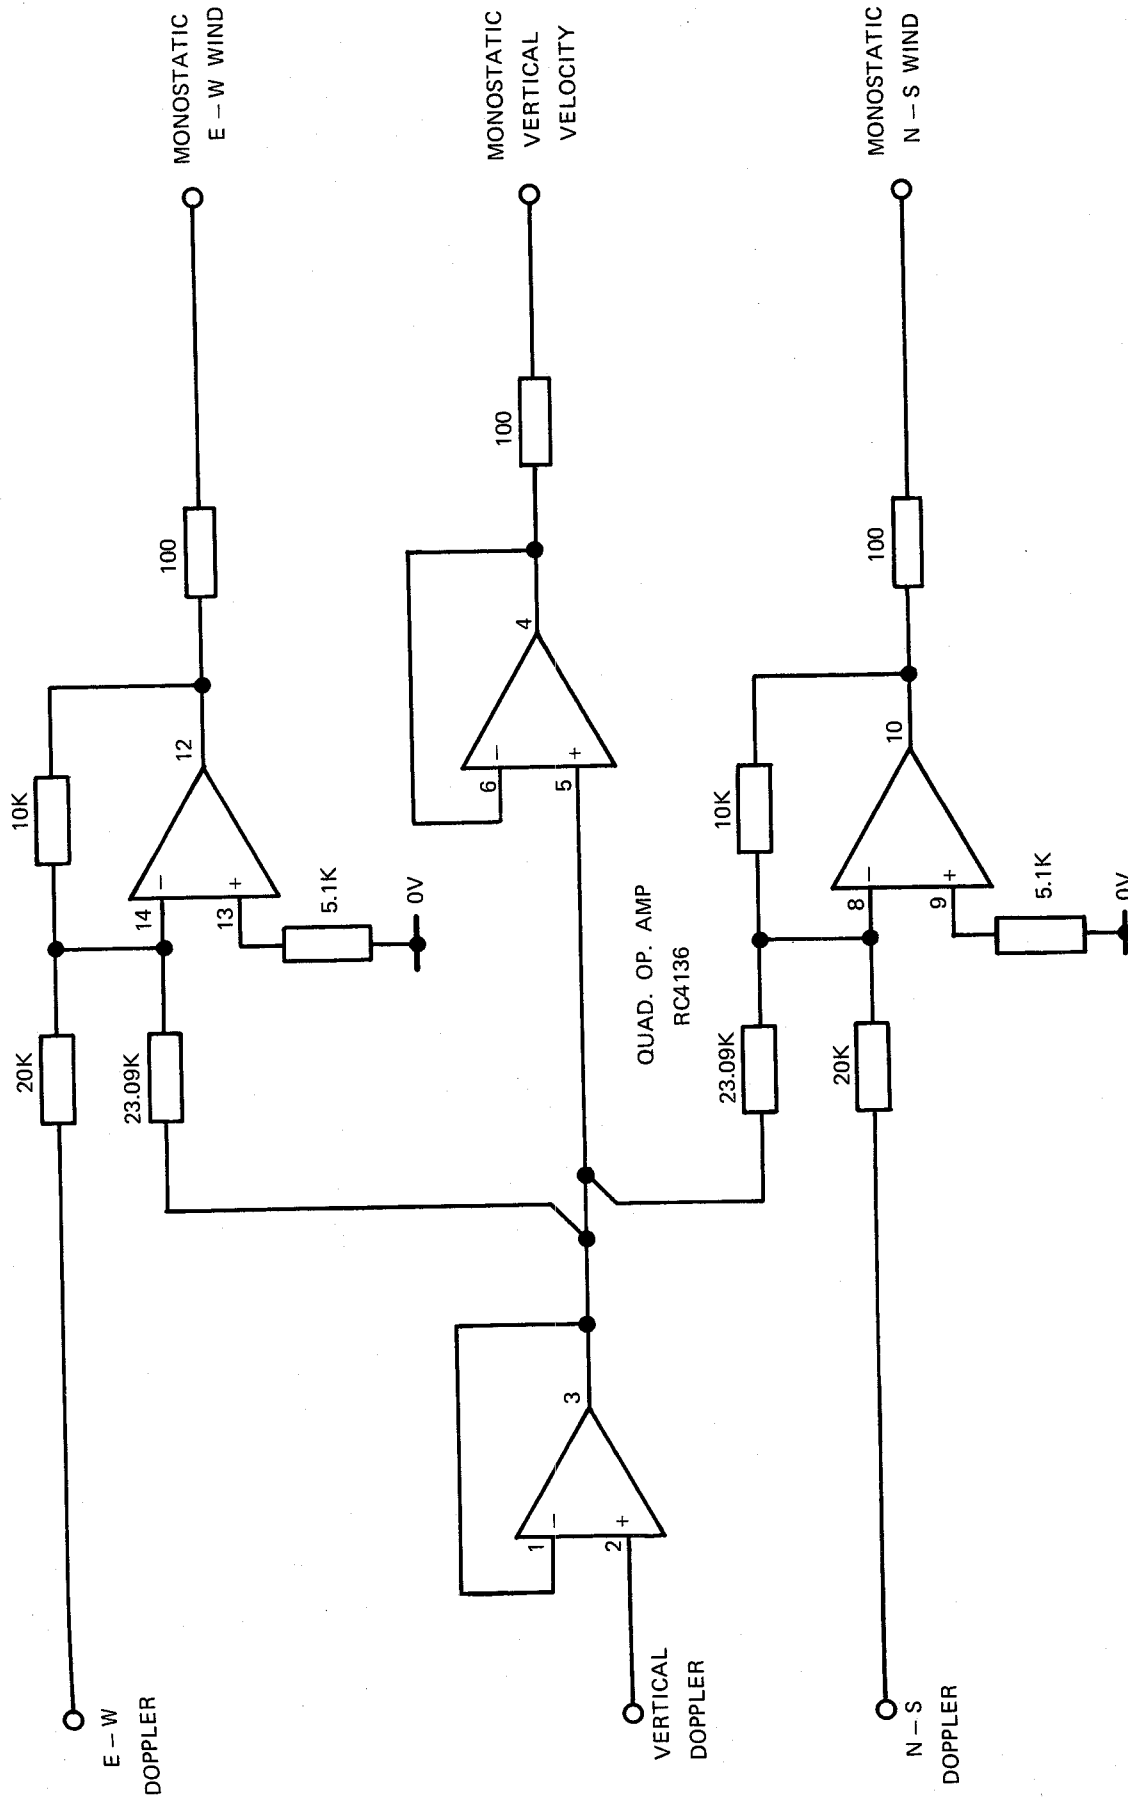 E – W
DOPPLER
20K
23.09K
10K
14
13
–
+
12
5.1K
0V
100
MONOSTATIC
E – W WIND
VERTICAL
DOPPLER
1
2
–
+
3
6
5
–
+
4
100
MONOSTATIC
VERTICAL
VELOCITY
QUAD. OP. AMP
RC4136
N – S
DOPPLER
23.09K
20K
10K
8
9
–
+
10
5.1K
0V
100
MONOSTATIC
N – S WIND